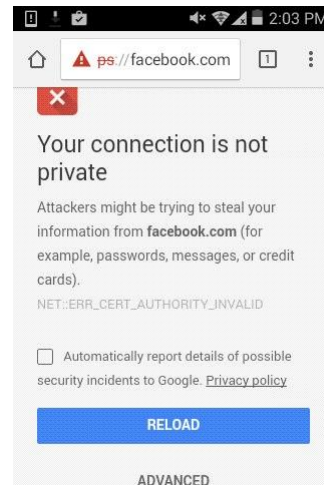 2:03 PM
ps://facebook.com
1
Your connection is not
private
Attackers might be trying to steal your
information from facebook.com (for
example, passwords, messages, or credit
cards).
NET::ERR_CERT_AUTHORITY_INVALID
Automatically report details of possible
security incidents to Google. Privacy policy
RELOAD
ADVANCED